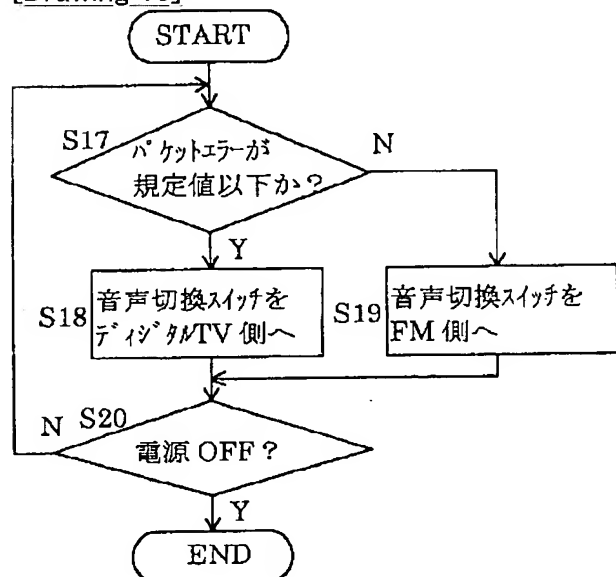 START
S17
パケットエラーが
規定値以下か?
N
Y
S18
音声切換スイッチを
ディジタルTV側へ
S19
音声切換スイッチを
FM側へ
N
S20
電源OFF?
Y
END